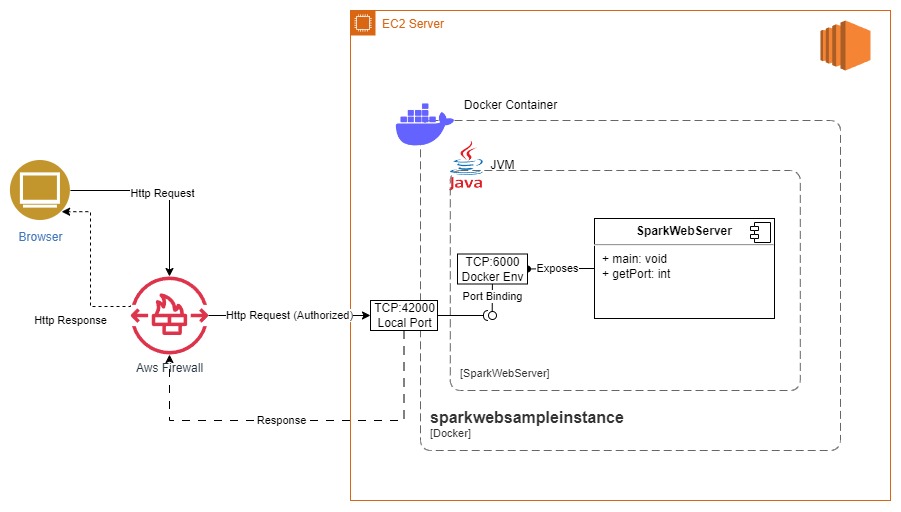 EC2 Server
Docker Container
JVM
Java
SparkWebServer
+ main: void
+ getPort: int
TCP:6000
Docker Env
Exposes
Port Binding
Http Request
Browser
Http Response
Http Request (Authorized)
TCP:42000
Local Port
Aws Firewall
[SparkWebServer]
Response
sparkwebsampleinstance
[Docker]